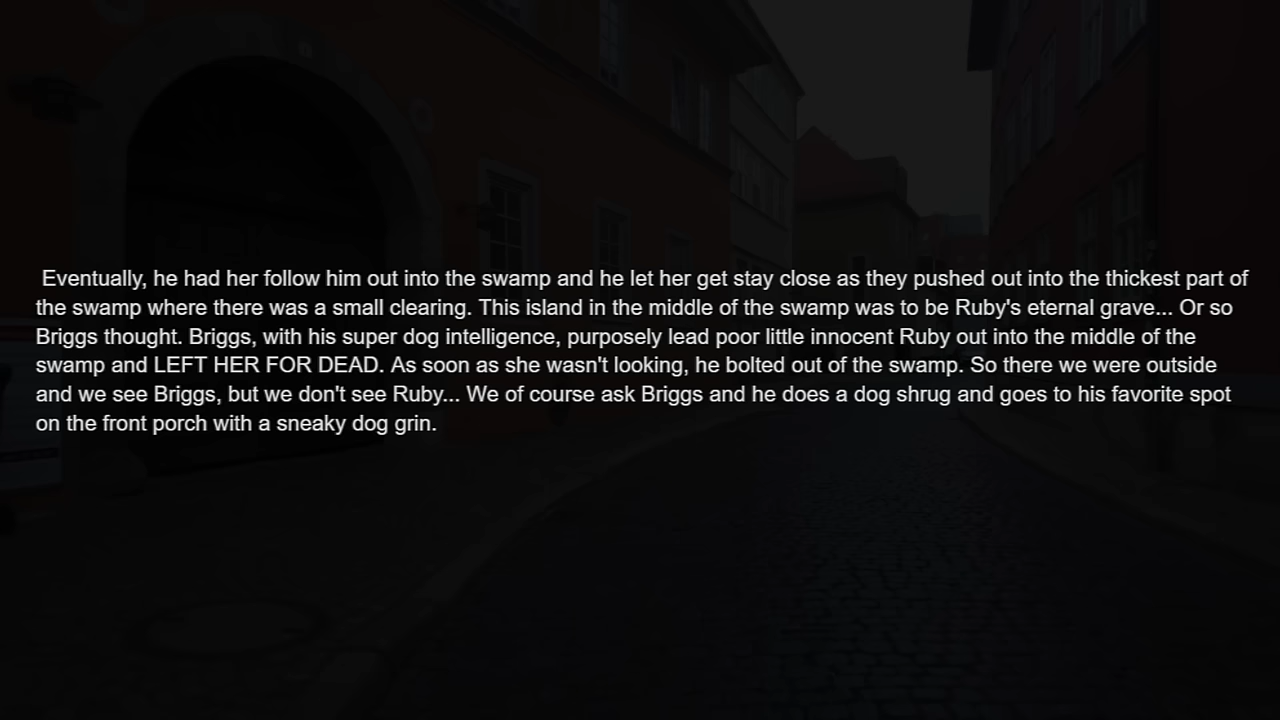 Eventually, he had her follow him out into the swamp and he let her get stay close as they pushed out into the thickest part of
the swamp where there was a small clearing. This island in the middle of the swamp was to be Ruby's eternal grave... Or so
Briggs thought. Briggs, with his super dog intelligence, purposely lead poor little innocent Ruby out into the middle of the
swamp and LEFT HER FOR DEAD. As soon as she wasn't looking, he bolted out of the swamp. So there we were outside
and we see Briggs, but we don't see Ruby... We of course ask Briggs and he does a dog shrug and goes to his favorite spot
on the front porch with a sneaky dog grin.